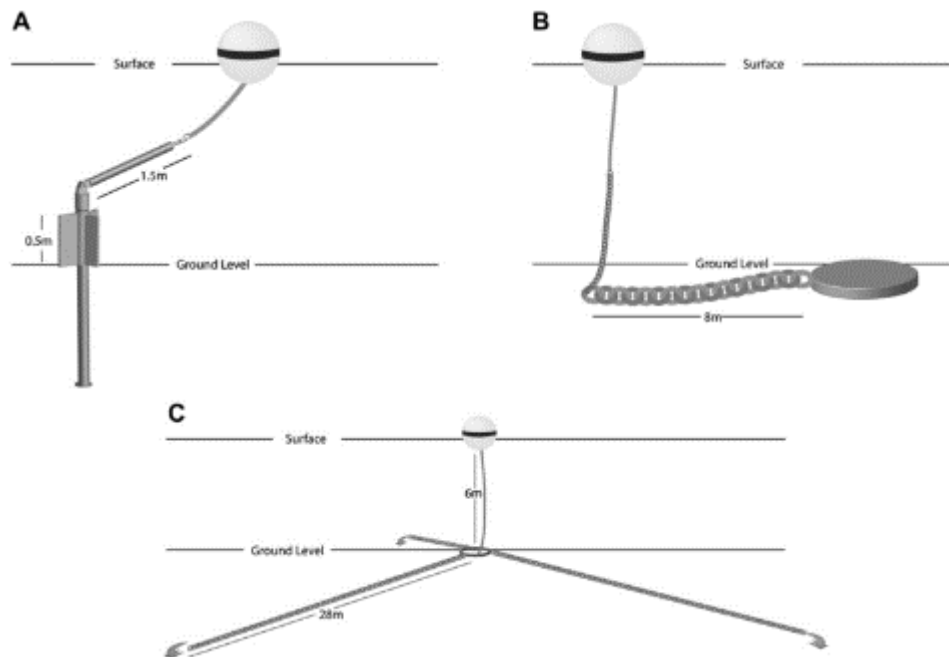 A
Surface
1.5m
0.5m
Ground Level
B
Surface
Ground Level
8m
C
Surface
6m
Ground Level
28m